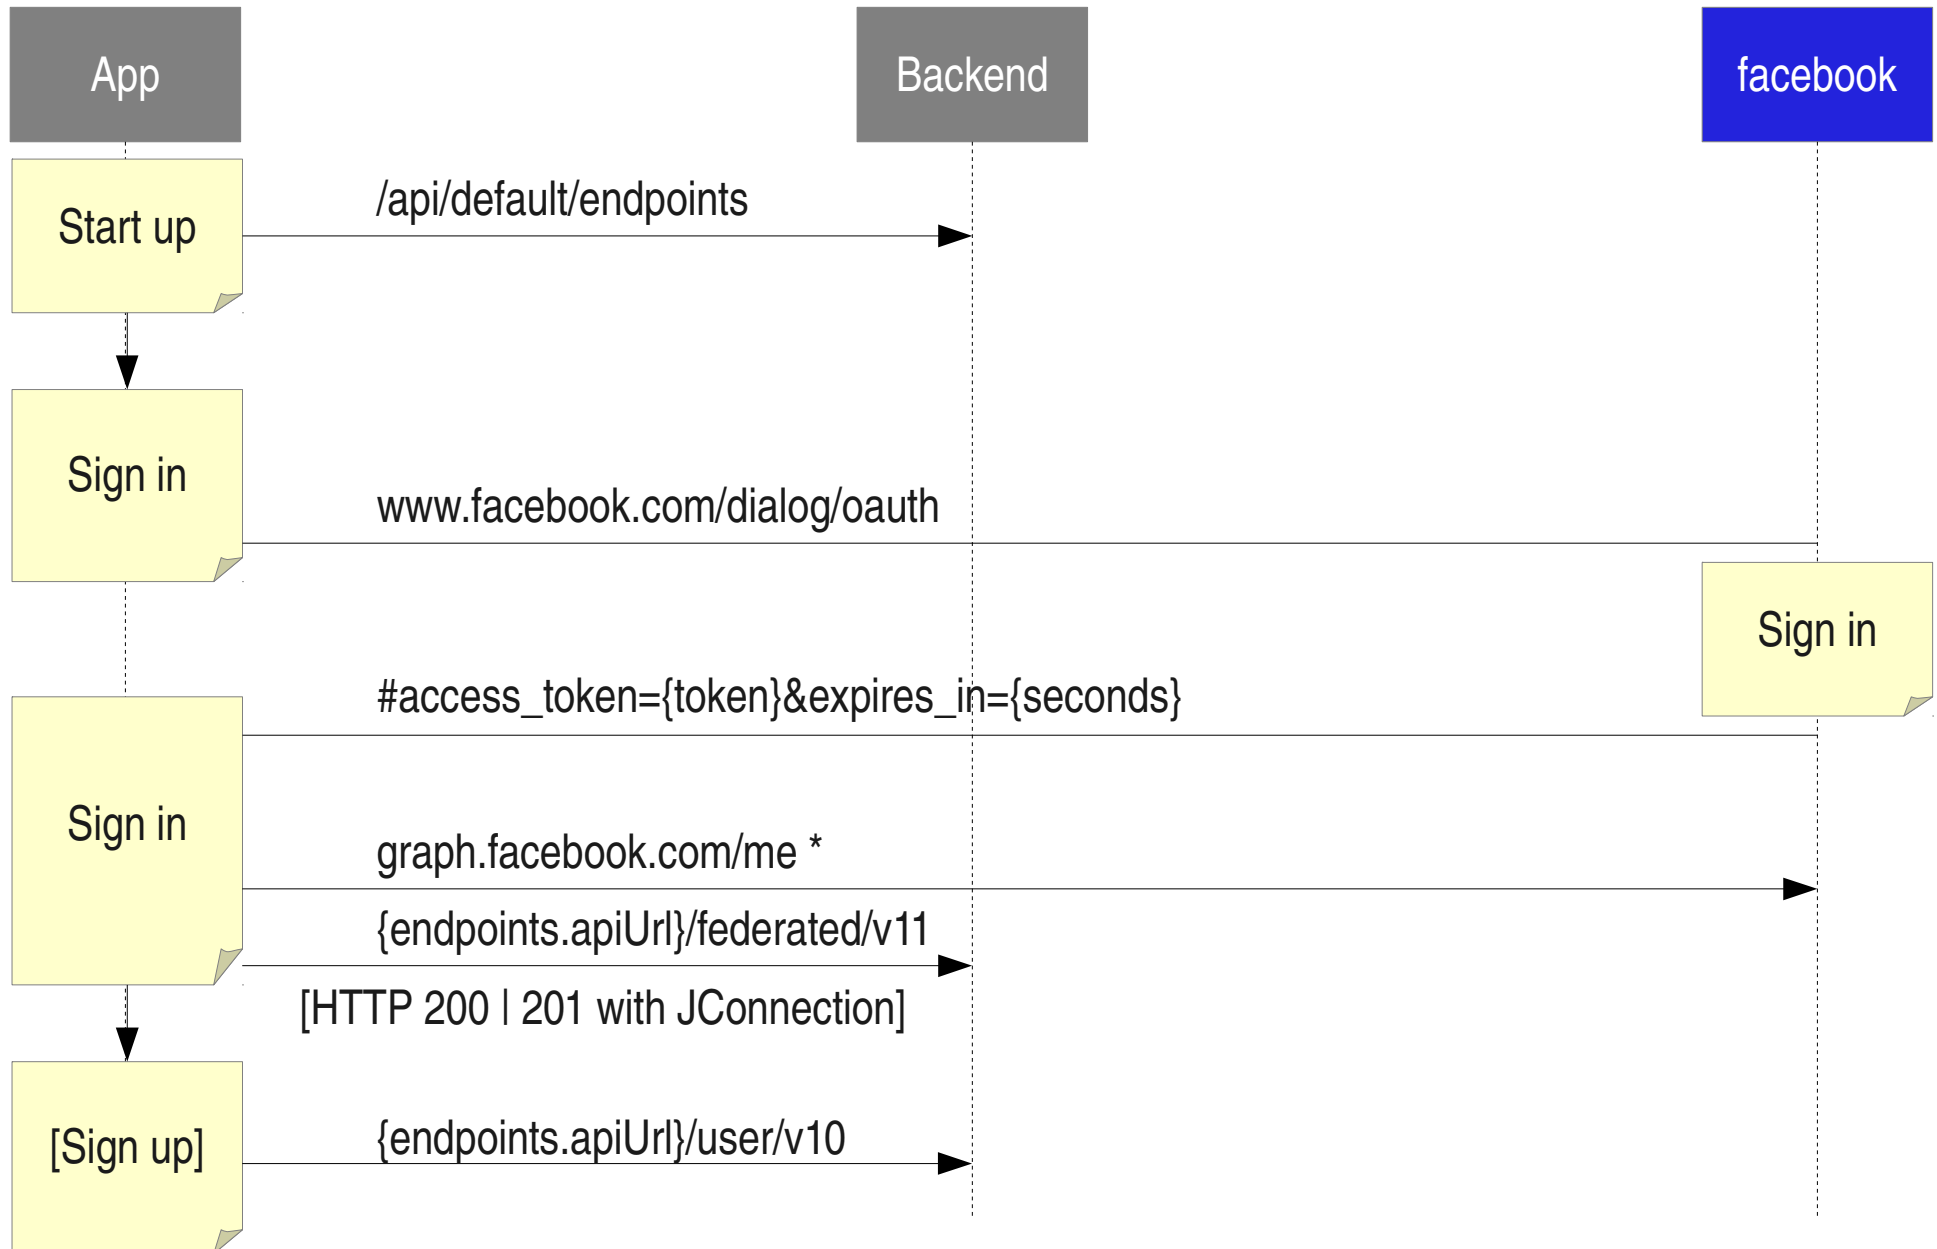 App
Backend
facebook
Start up
/api/default/endpoints
Sign in
www.facebook.com/dialog/oauth
Sign in
#access_token={token}&expires_in={seconds}
Sign in
graph.facebook.com/me *
{endpoints.apiUrl}/federated/v11
[HTTP 200 | 201 with JConnection]
[Sign up]
{endpoints.apiUrl}/user/v10